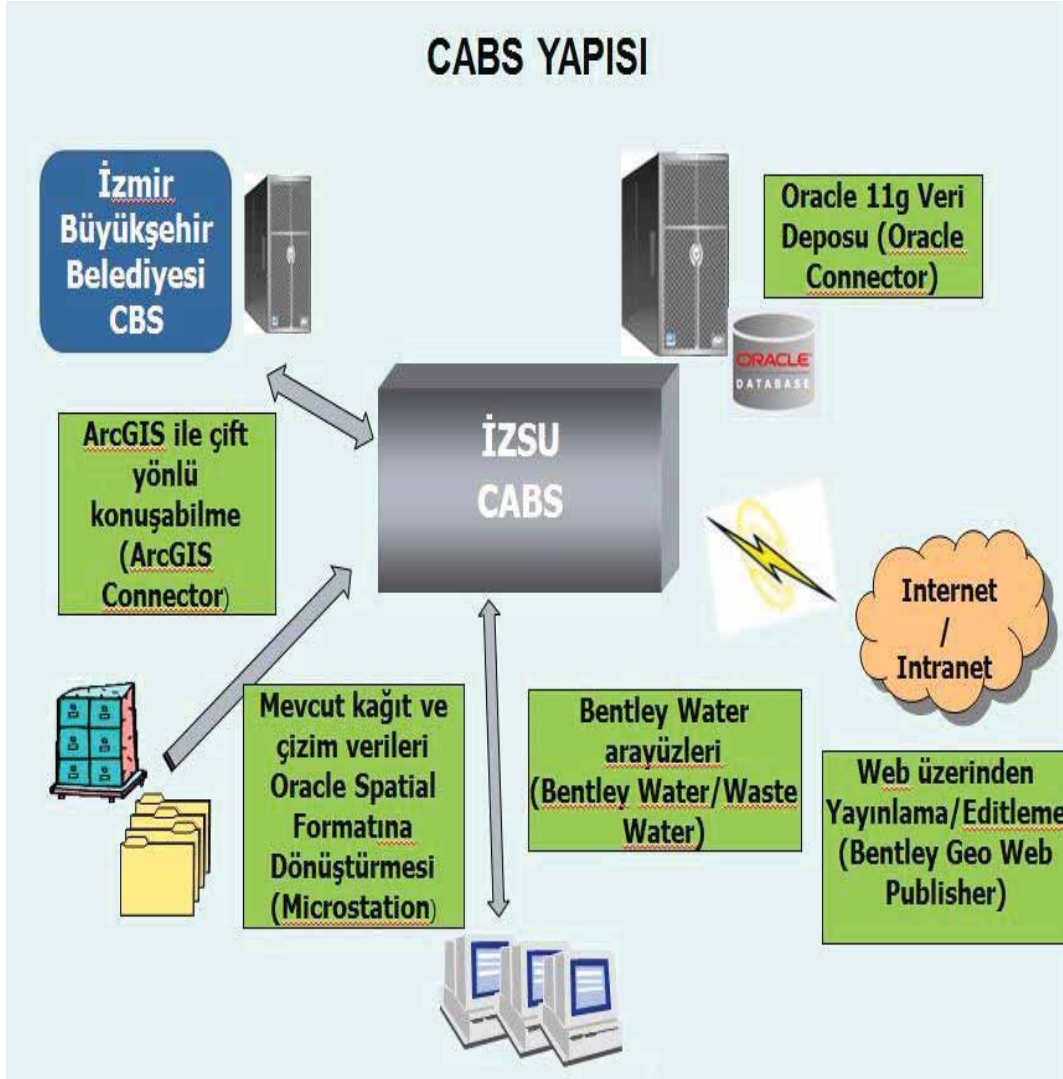 CABS YAPISI
İzmir
Büyükşehir
Belediyesi
CBS
Oracle 11g Veri
Deposu (Oracle
Connector)
ORACLE
DATABASE
İZSU
CABS
ArcGIS ile çift
yönlü
konuşabilme
(ArcGIS
Connector)
Internet
/
Intranet
Mevcut kağıt ve
çizim verileri
Oracle Spatial
Formatına
Dönüştürmesi
(Microstation)
Bentley Water
arayüzleri
(Bentley Water/Waste
Water)
Web üzerinden
Yayınlama/Editleme
(Bentley Geo Web
Publisher)